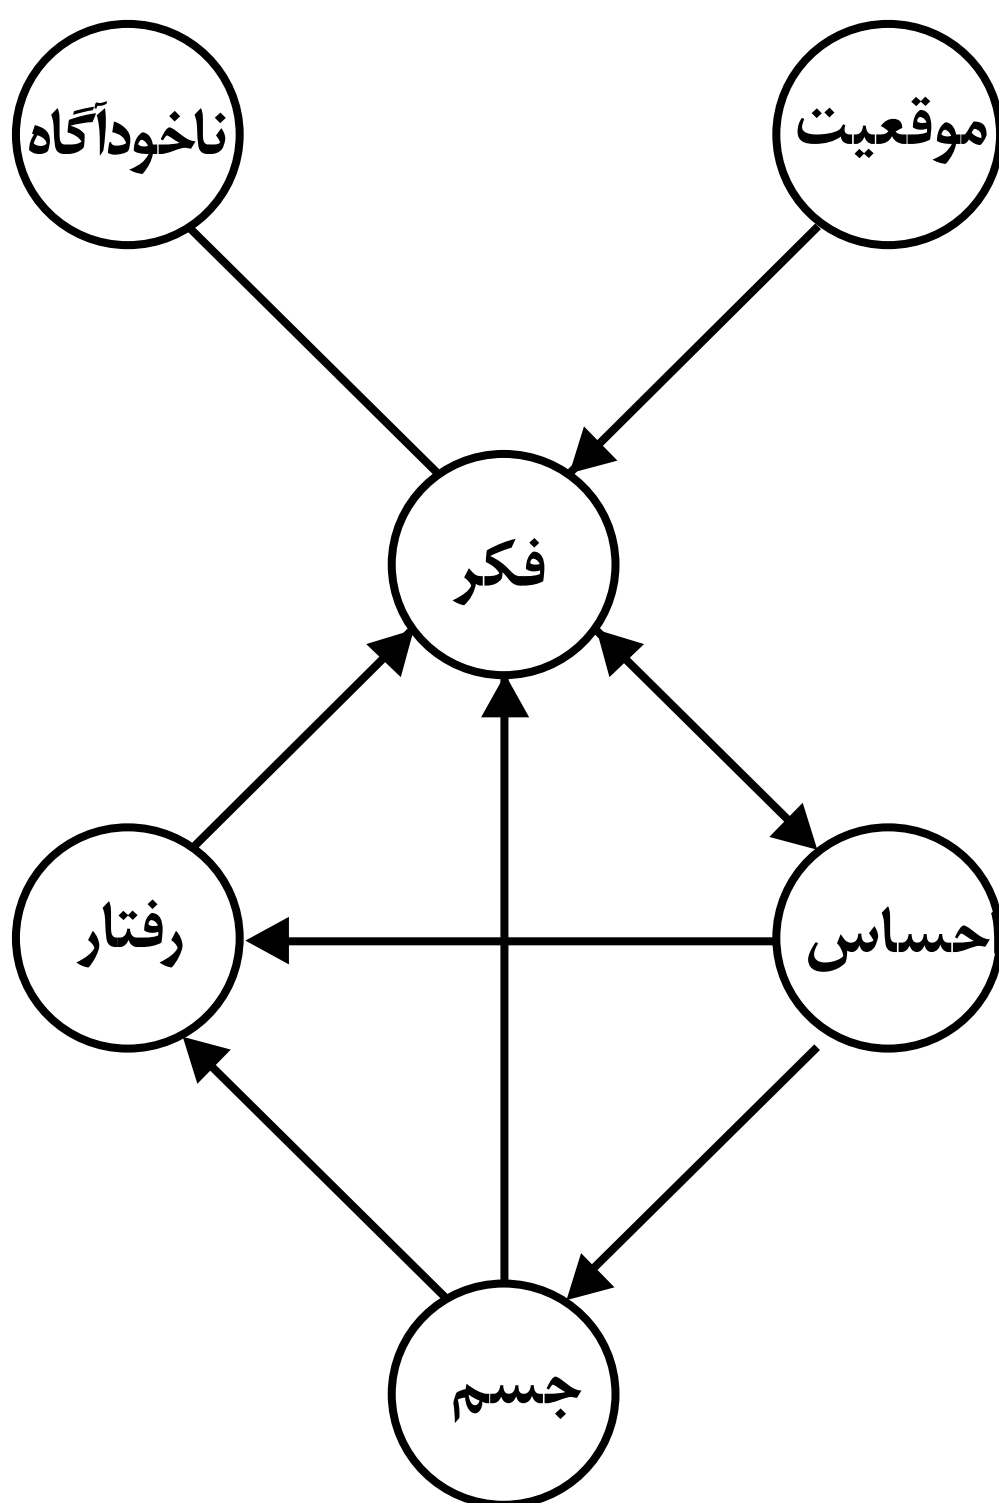 موقعیت
ناخودآگاه
فکر
احساس
رفتار
جسم